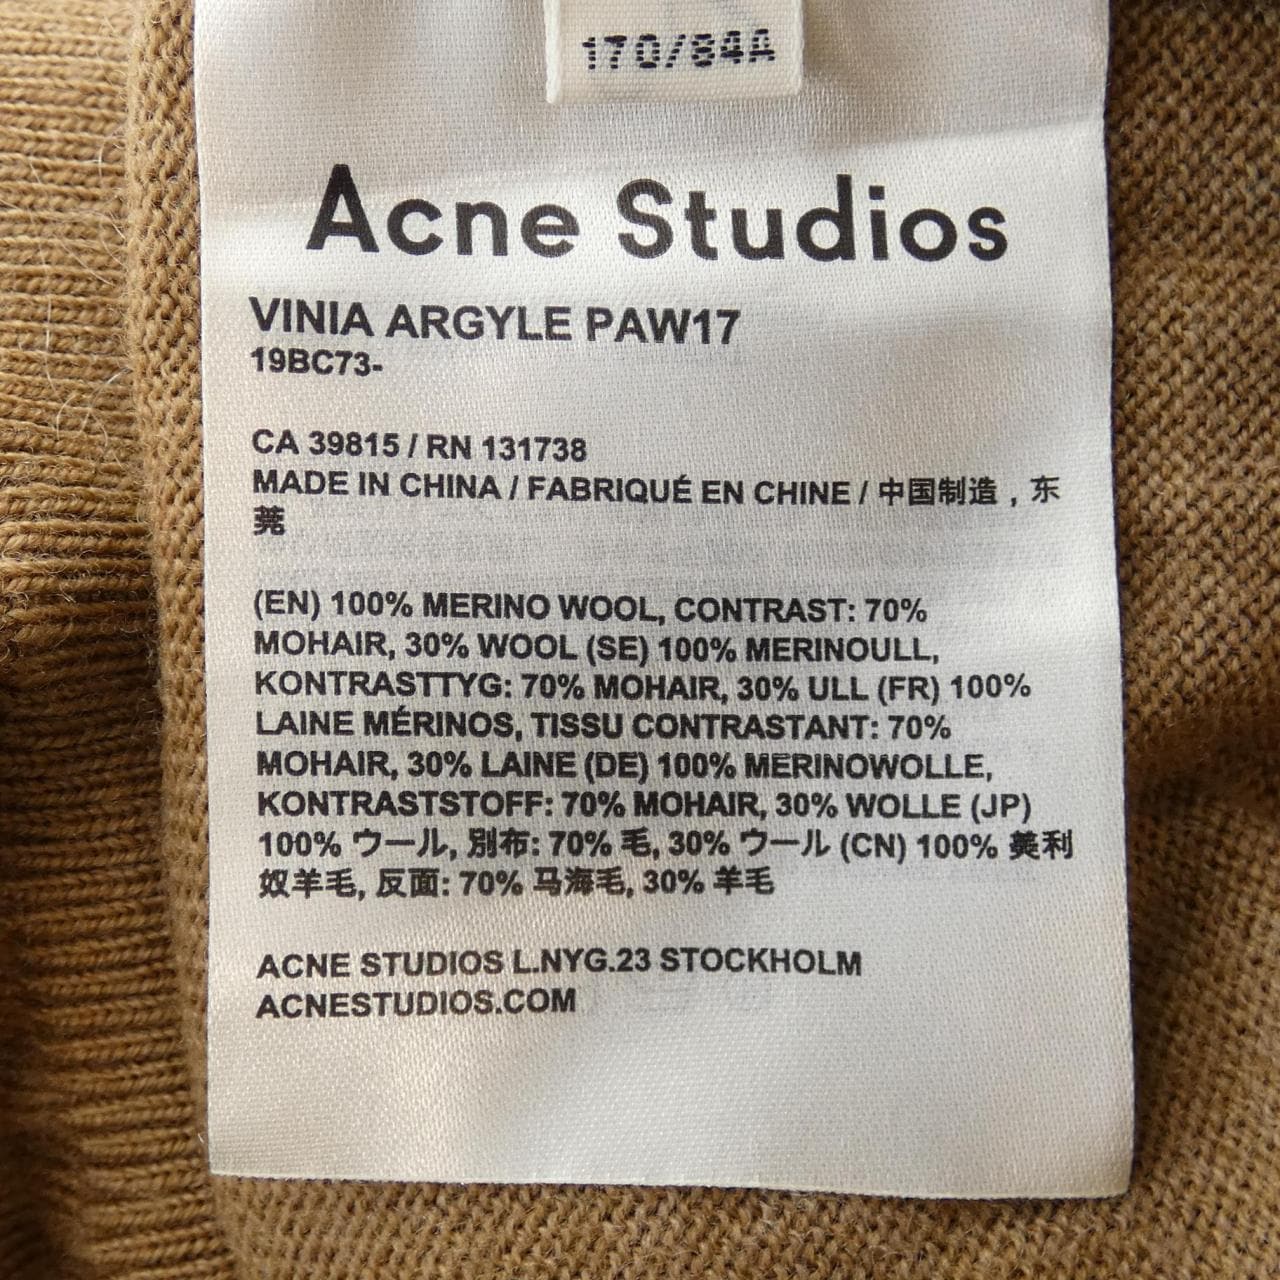 170/84A
Acne Studios
VINIA ARGYLE PAW17
19BC73-
CA 39815 / RN 131738
MADE IN CHINA / FABRIQUÉ EN CHINE / 中国制造，东
莞
(EN) 100% MERINO WOOL, CONTRAST: 70%
MOHAIR, 30% WOOL (SE) 100% MERINOULL,
KONTRASTTYG: 70% MOHAIR, 30% ULL (FR) 100%
LAINE MÉRINOS, TISSU CONTRASTANT: 70%
MOHAIR, 30% LAINE (DE) 100% MERINOWOLLE,
KONTRASTSTOFF: 70% MOHAIR, 30% WOLLE (JP)
100% ウール, 別布: 70% 毛, 30% ウール (CN) 100% 美利
奴羊毛, 反面: 70% 马海毛, 30% 羊毛
ACNE STUDIOS L.NYG.23 STOCKHOLM
ACNESTUDIOS.COM